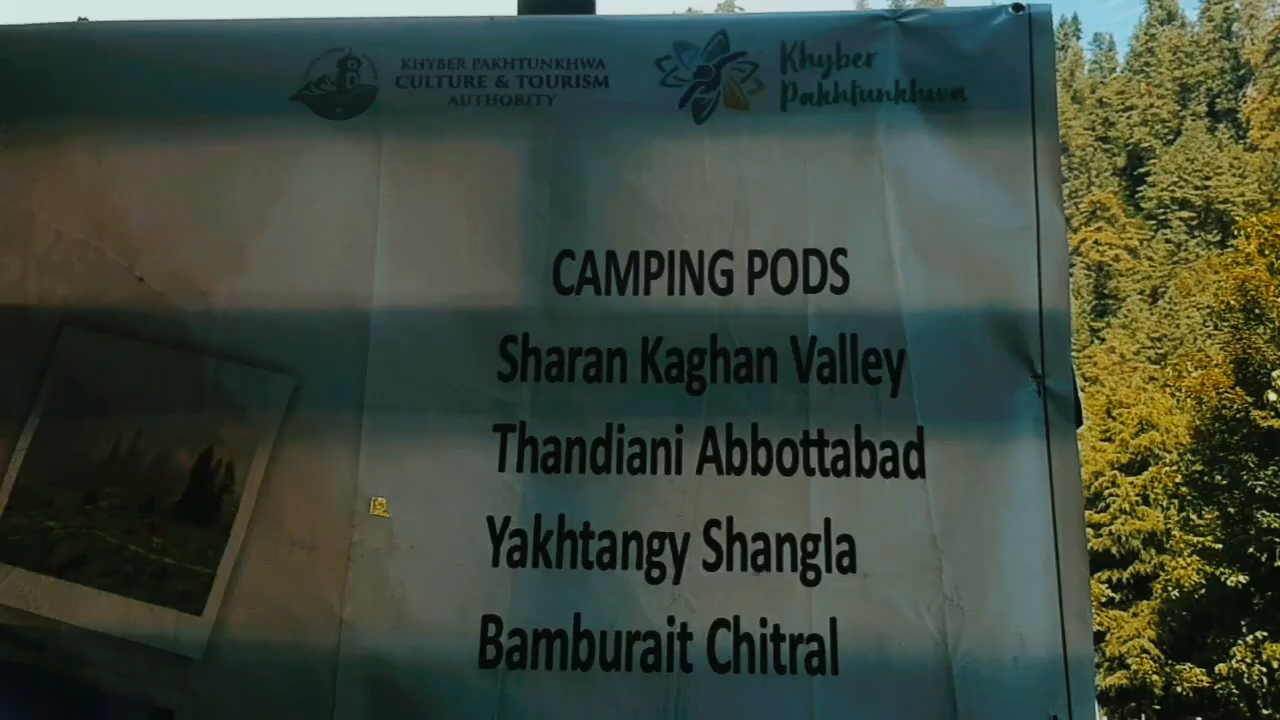 KHYBER PAKHTUNKHWA
CULTURE & TOURISM
AUTHORITY
Khyber
Pakhtunkhwa
CAMPING PODS
Sharan Kaghan Valley
Thandiani Abbottabad
Yakhtangy Shangla
Bamburait Chitral